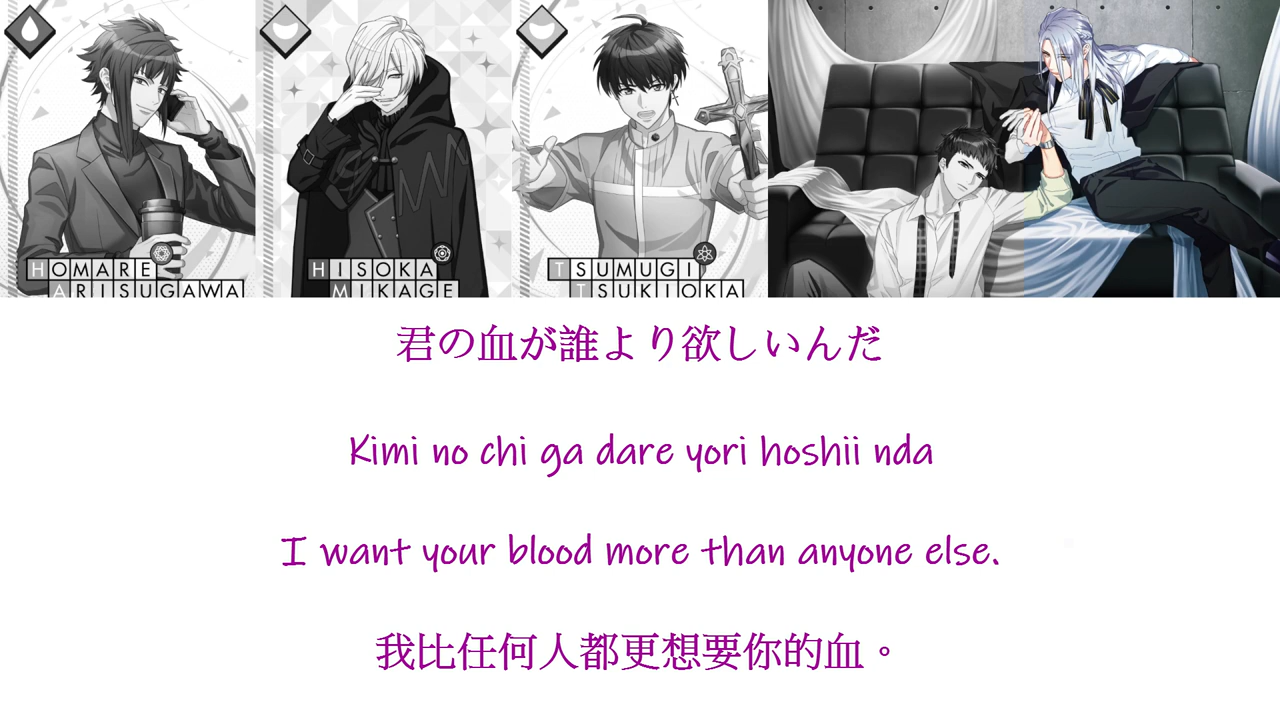 HOMARE
ARISUGAWA
HISOKA
MIKAGE
TSUMUGI
TSUKIOKA
君の血が誰より欲しいんだ
Kimi no chi ga dare yori hoshii nda
I want your blood more than anyone else.
我比任何人都更想要你的血。